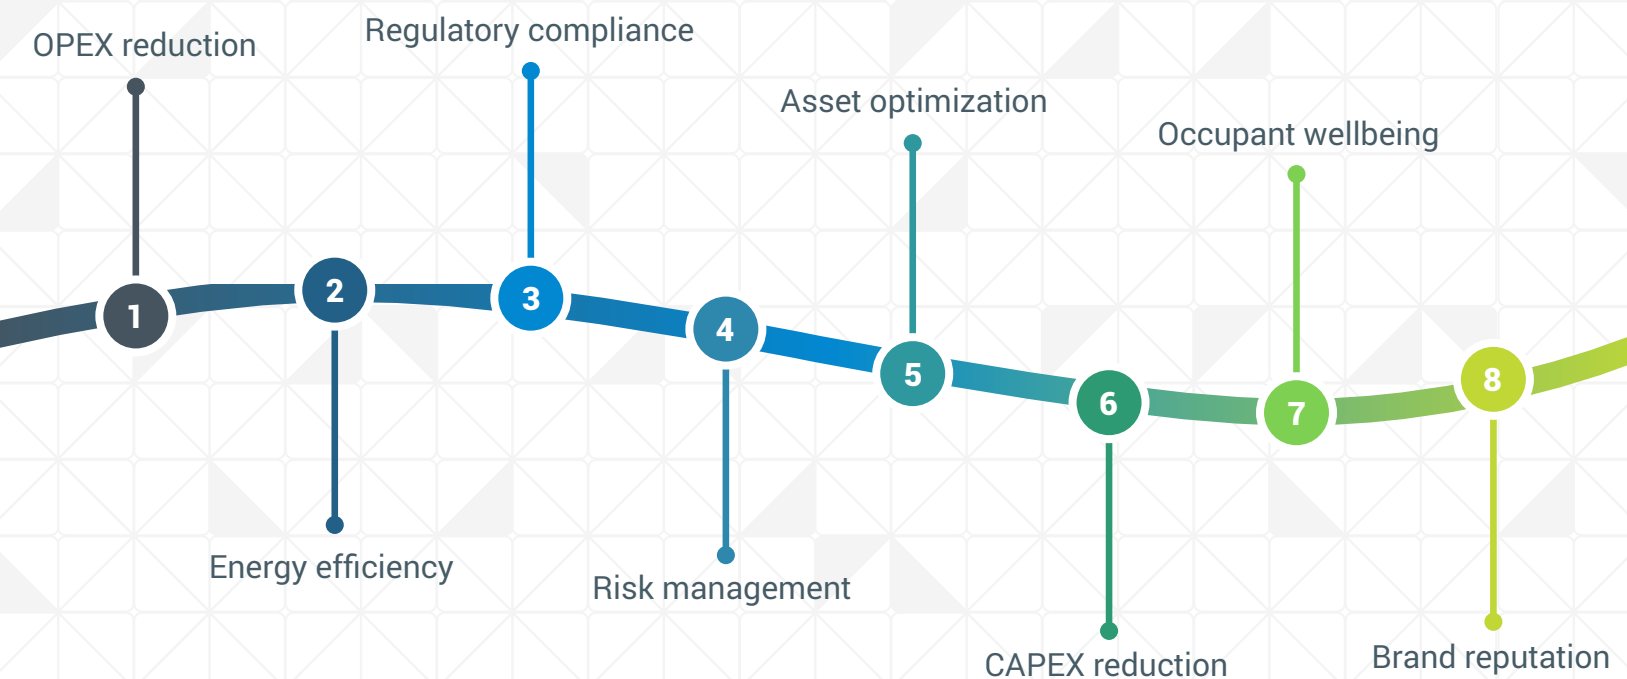 OPEX reduction
1
2
Energy efficiency
Regulatory compliance
3
4
Risk management
Asset optimization
5
6
CAPEX reduction
Occupant wellbeing
7
8
Brand reputation